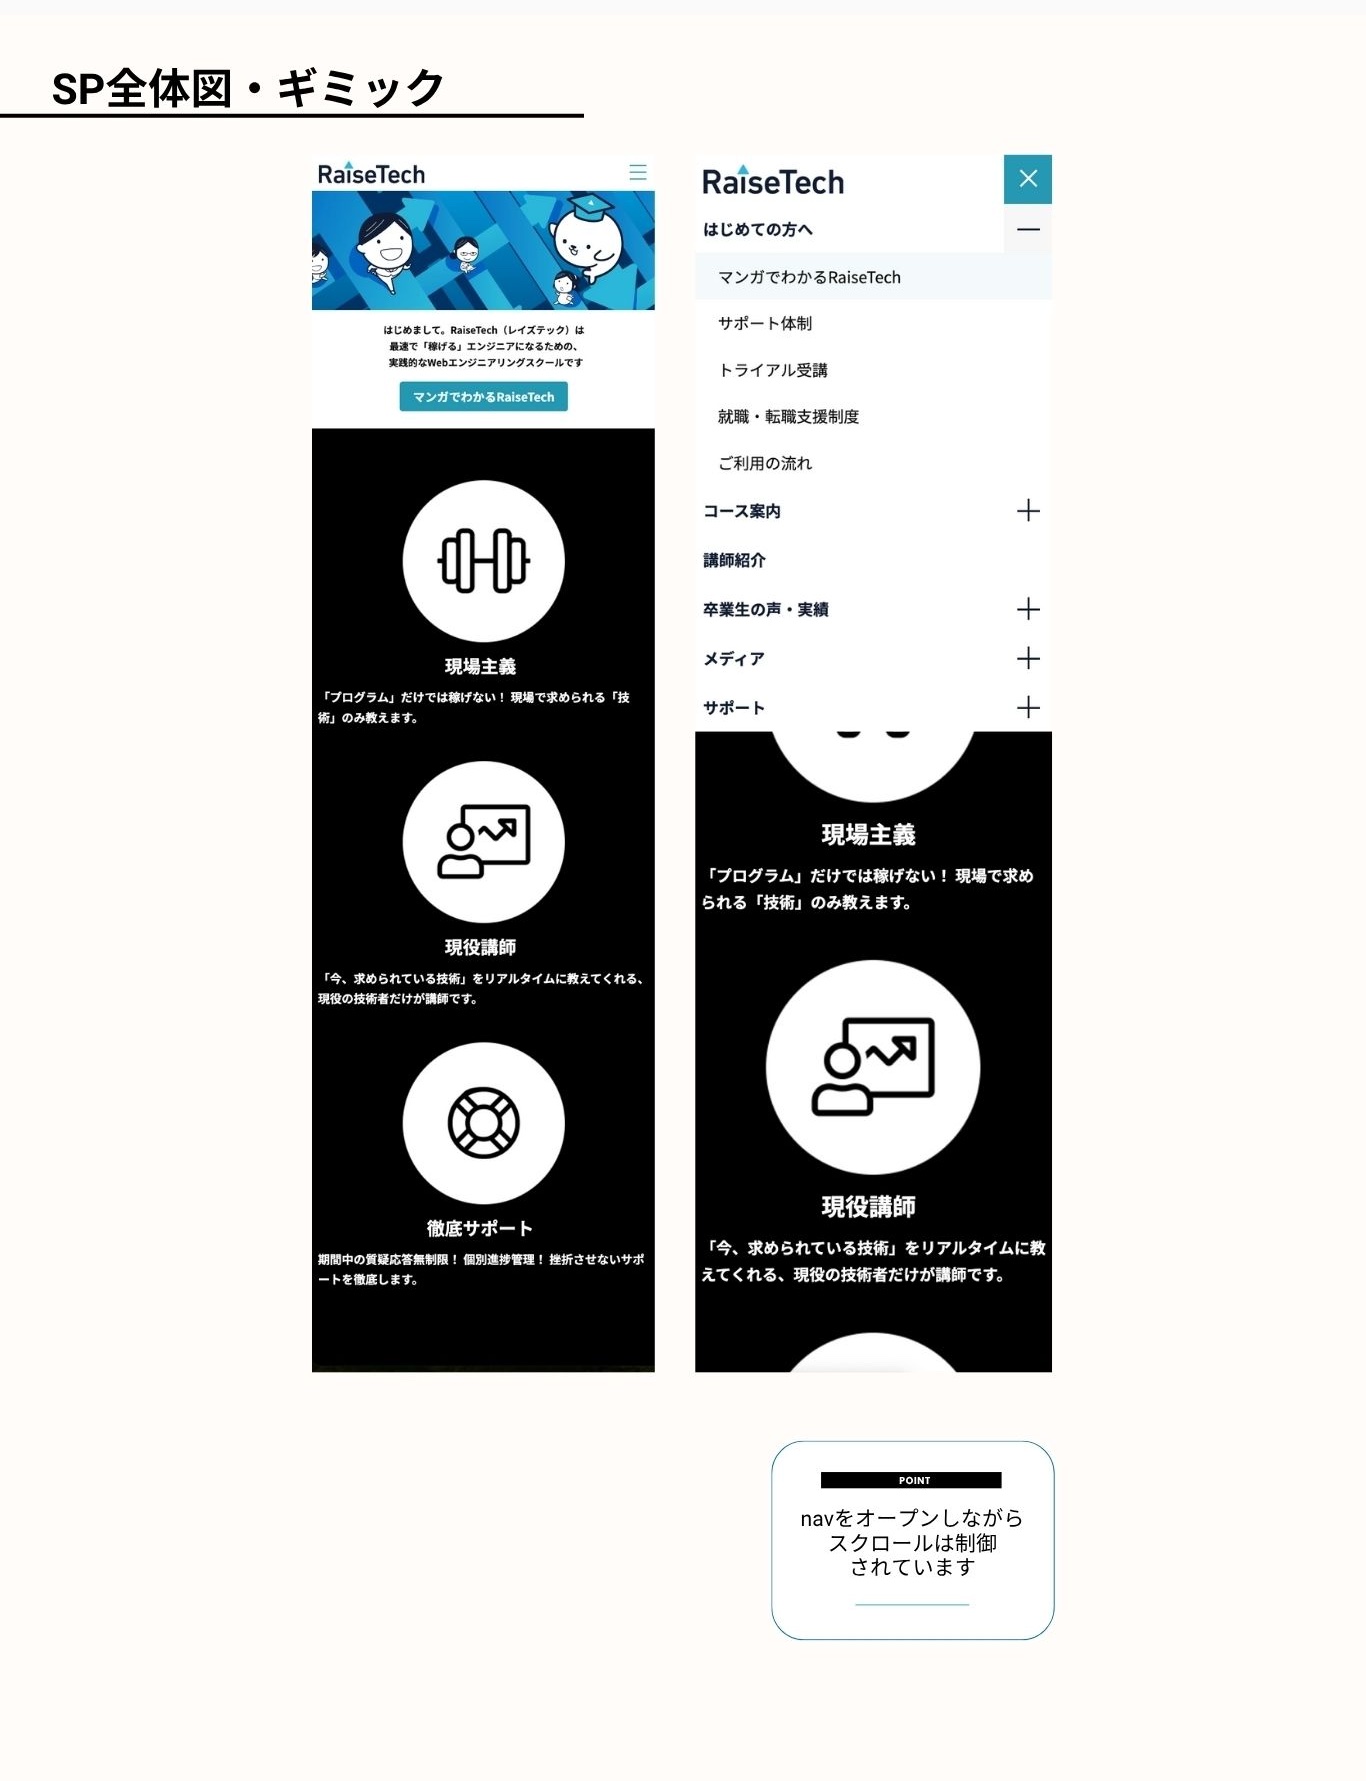 SP全体図・ギミック
RaiseTech
はじめまして。RaiseTech（レイズテック）は
最速で「稼げる」エンジニアになるための、
実践的なWebエンジニアリングスクールです
マンガでわかるRaiseTech
現場主義
「プログラム」だけでは稼げない！ 現場で求められる「技
術」のみ教えます。
現役講師
「今、求められている技術」をリアルタイムに教えてくれる、
現役の技術者だけが講師です。
徹底サポート
期間中の質疑応答無制限！ 個別進捗管理！ 挫折させないサポ
ートを徹底します。
RaiseTech
はじめての方へ
マンガでわかるRaiseTech
サポート体制
トライアル受講
就職・転職支援制度
ご利用の流れ
コース案内
講師紹介
卒業生の声・実績
メディア
サポート
現場主義
「プログラム」だけでは稼げない！ 現場で求め
られる「技術」のみ教えます。
現役講師
「今、求められている技術」をリアルタイムに教
えてくれる、現役の技術者だけが講師です。
POINT
navをオープンしながら
スクロールは制御
されています